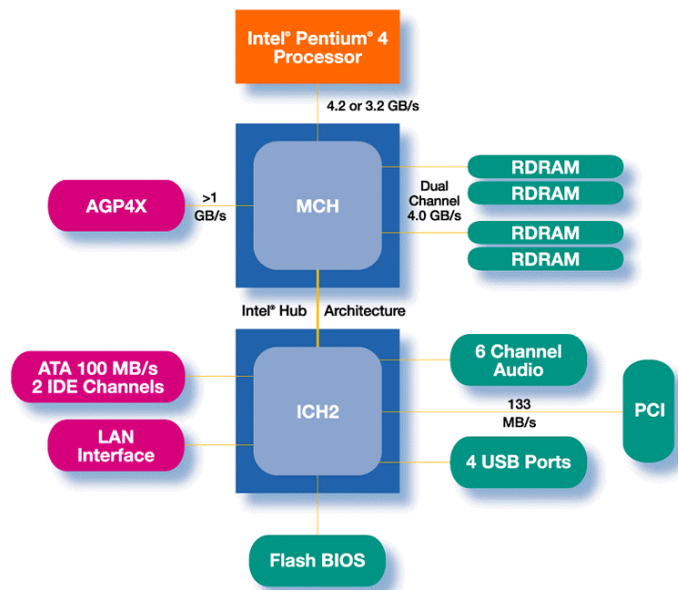 Intel® Pentium® 4
Processor
4.2 or 3.2 GB/s
MCH
AGP4X
>1
GB/s
Dual
Channel
4.0 GB/s
RDRAM
RDRAM
RDRAM
RDRAM
Intel® Hub Architecture
ATA 100 MB/s
2 IDE Channels
LAN
Interface
ICH2
6 Channel
Audio
133
MB/s
PCI
4 USB Ports
Flash BIOS